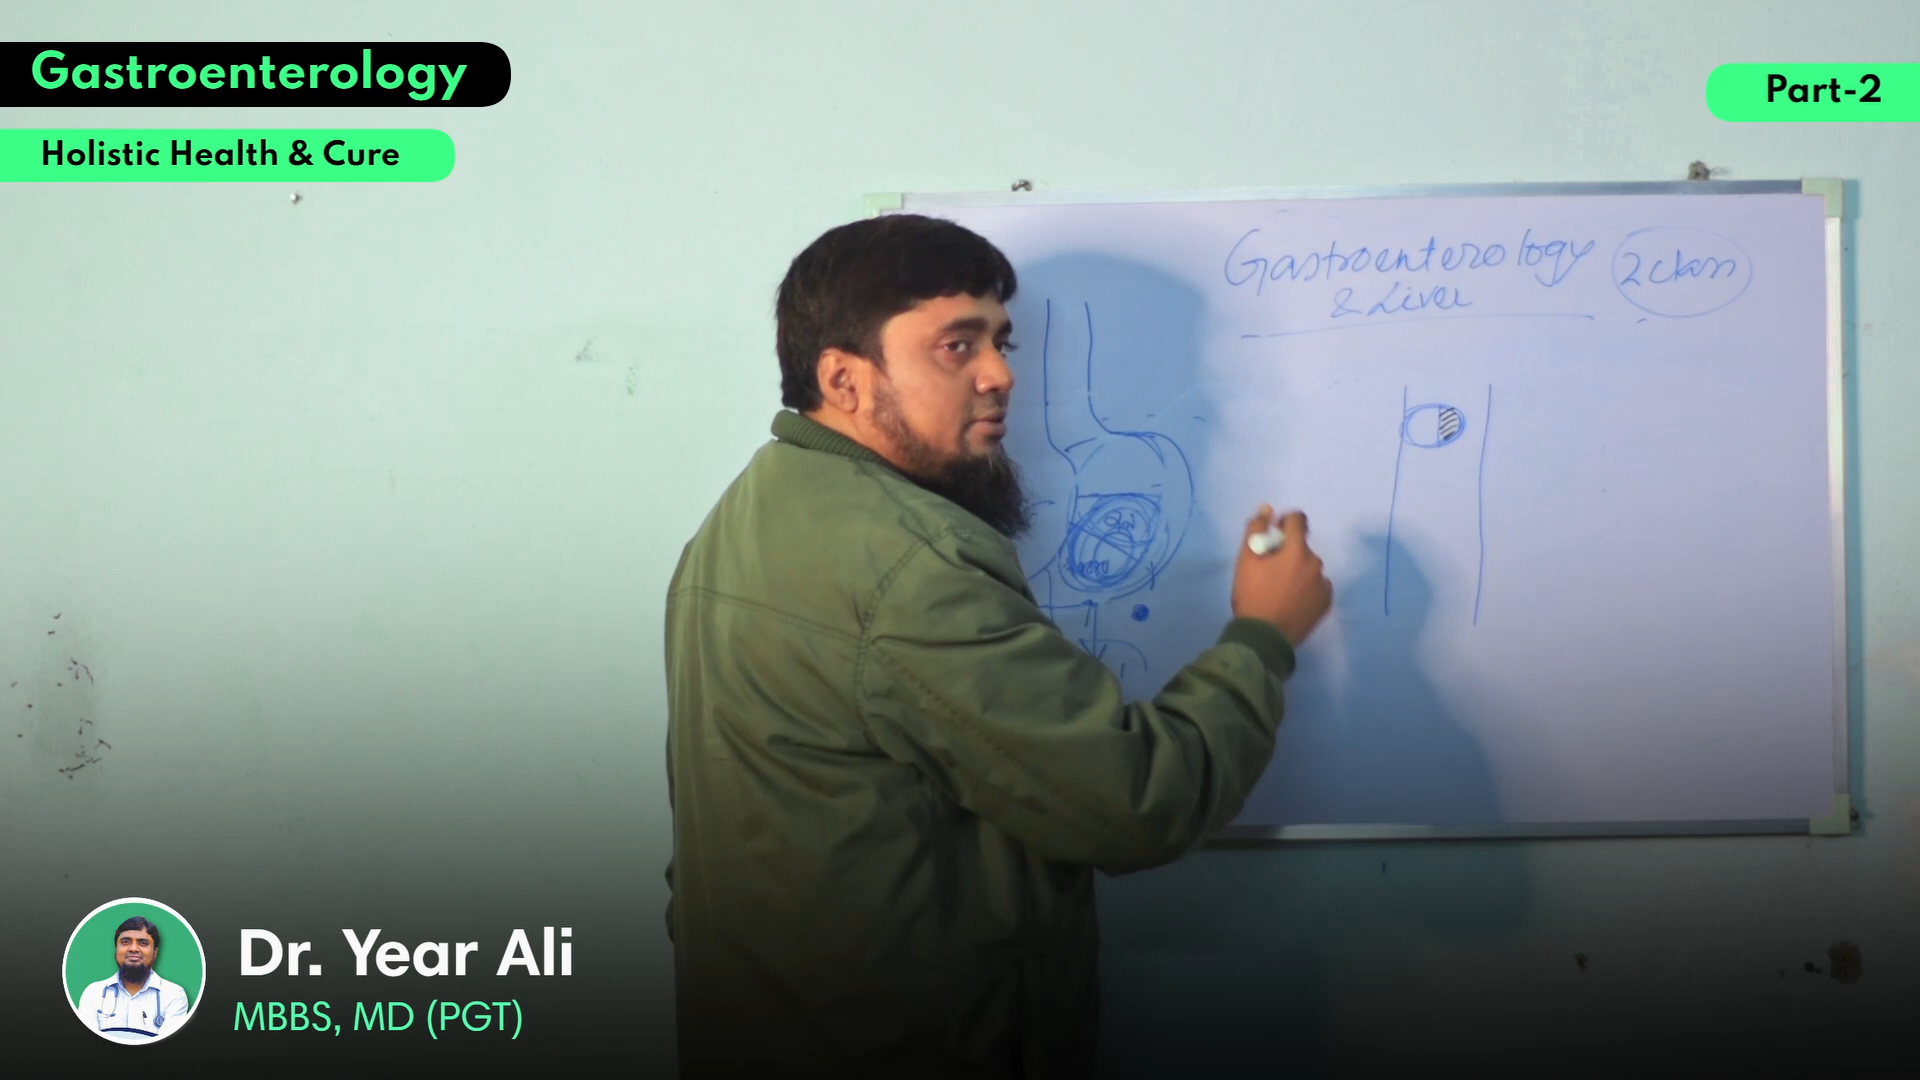 Gastroenterology
Holistic Health & Cure
Part-2
Gastroenterology
& Liver
2 class
Dr. Year Ali
MBBS, MD (PGT)